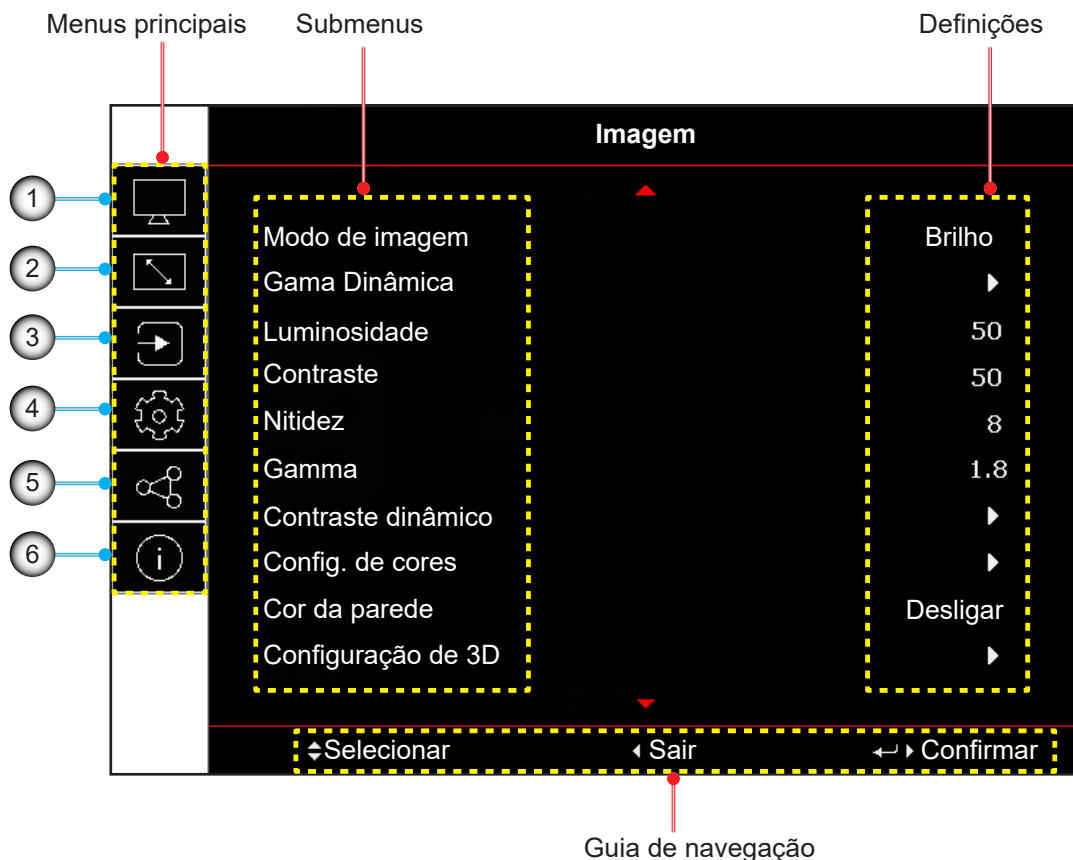 Menus principais Submenus Definições
Imagem
1
2
3
4
5
6
Modo de imagem Brilho
Gama Dinâmica
Luminosidade 50
Contraste 50
Nitidez 8
Gamma 1.8
Contraste dinâmico
Config. de cores
Cor da parede Desligar
Configuração de 3D
Selecionar Sair Confirmar
Guia de navegação